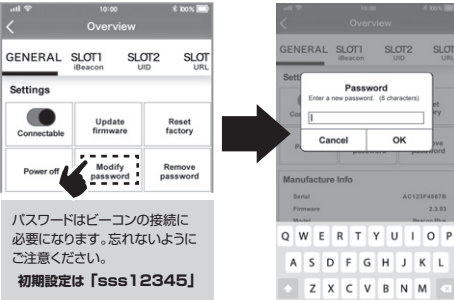 10:00
100%
Overview
GENERAL SLOT1 SLOT2 SLOT
iBeacon UID URL
Settings
Connectable
Update firmware
Reset factory
Power off
Modify password
Remove password
パスワードはビーコンの接続に
必要になります。忘れないように
ご注意ください。
初期設定は「sss12345」
10:00
100%
Overview
GENERAL SLOT1 SLOT2 SLOT
iBeacon UID URL
Password
Enter a new password. (8 characters)
Cancel OK
Manufacture Info
Serial AC123F4667B
Firmware 2.3.63
Model Beacon Plus
Q W E R T Y U I O P
A S D F G H J K L
Z X C V B N M